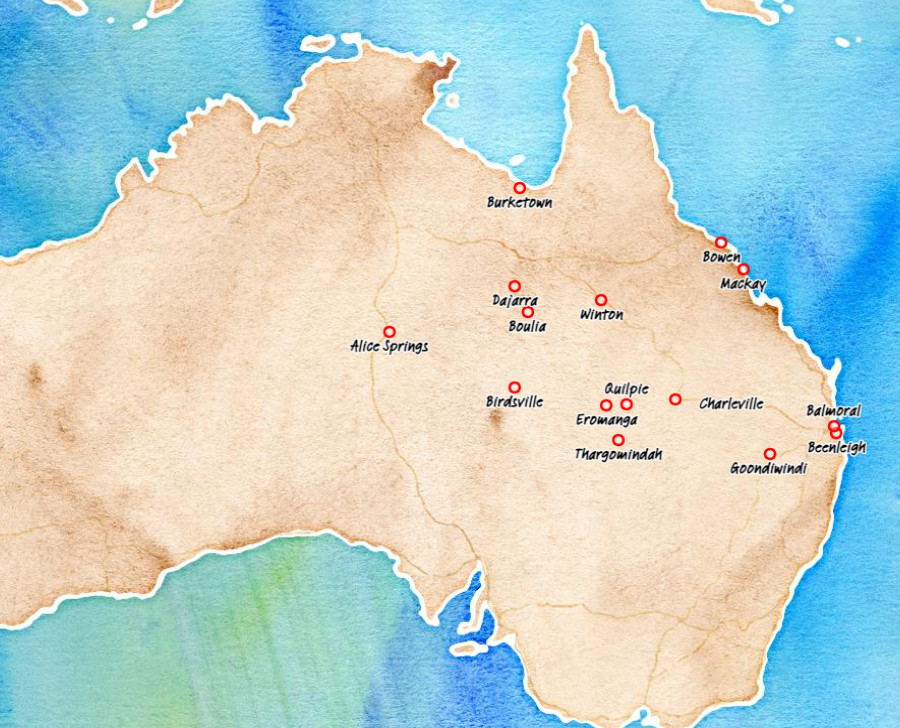 Burketown
Bowen
Mackay
Dajarra
Winton
Boulia
Alice Springs
Quilpie
Birdsville
Charleville
Balmoral
Eromanga
Beenleigh
Thargomindah
Goondiwindi